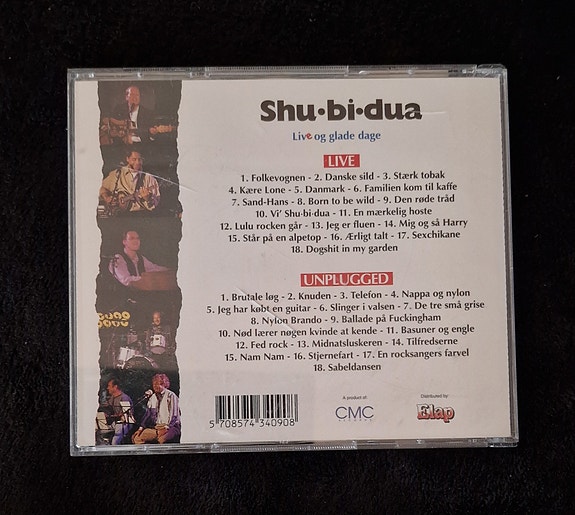 Shu•bi•dua
Live og glade dage
LIVE
1. Folkevognen - 2. Danske sild - 3. Stærk tobak
4. Kære Lone - 5. Danmark - 6. Familien kom til kaffe
7. Sand-Hans - 8. Born to be wild - 9. Den røde tråd
10. Vi' Shu-bi-dua - 11. En mærkelig hoste
12. Lulu rocken går - 13. Jeg er fluen - 14. Mig og så Harry
15. Står på en alpetop - 16. Ærligt talt - 17. Sexchikane
18. Dogshit in my garden
UNPLUGGED
1. Brutale løg - 2. Knuden - 3. Telefon - 4. Nappa og nylon
5. Jeg har købt en guitar - 6. Slinger i valsen - 7. De tre små grise
8. Nylon Brando - 9. Ballade på Fuckingham
10. Nød lærer nøgen kvinde at kende - 11. Basuner og engle
12. Fed rock - 13. Midnatsluskeren - 14. Tilfredserne
15. Nam Nam - 16. Stjernefart - 17. En rocksangers farvel
18. Sabeldansen
A product of:
CMC
RECORDS
Distributed by:
Elap
5 708574 340908